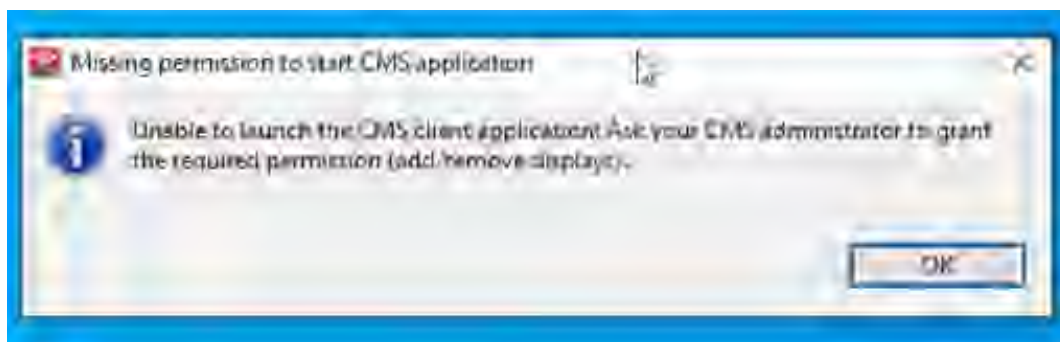 Missing permission to start CMS application
Unable to launch the CMS client application! Ask your CMS administrator to grant
the required permission (add/remove displays).
OK